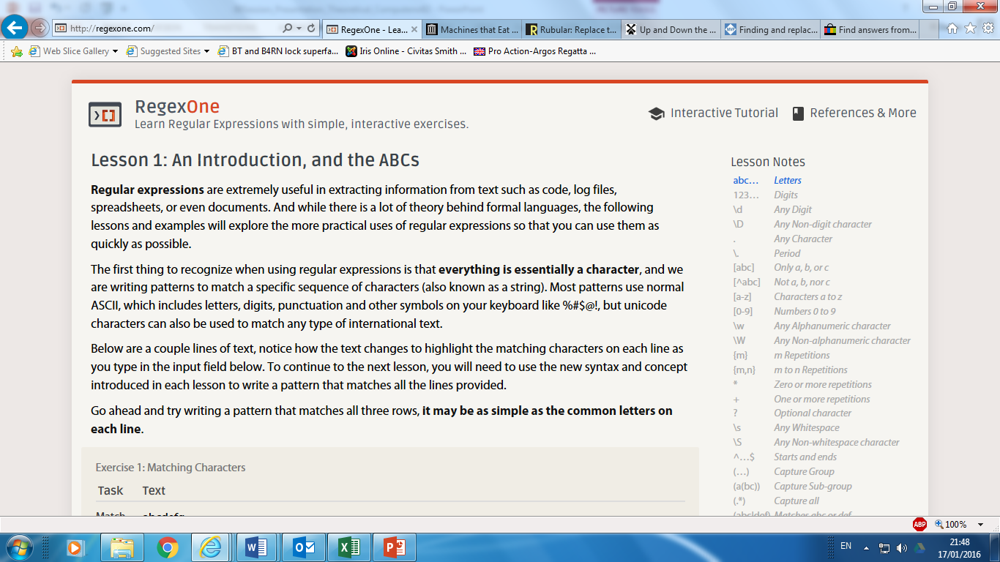 http://regexone.com/
RegexOne - Lea...
Machines that Eat ...
Rubular: Replace t...
Up and Down the ...
Finding and replac...
Find answers from...
Web Slice Gallery
Suggested Sites
BT and B4RN lock superfa...
Iris Online - Civitas Smith ...
Pro Action-Argos Regatta ...
RegexOne
Learn Regular Expressions with simple, interactive exercises.
Interactive Tutorial
References & More
Lesson 1: An Introduction, and the ABCs
Regular expressions are extremely useful in extracting information from text such as code, log files,
spreadsheets, or even documents. And while there is a lot of theory behind formal languages, the following
lessons and examples will explore the more practical uses of regular expressions so that you can use them as
quickly as possible.
The first thing to recognize when using regular expressions is that everything is essentially a character, and we
are writing patterns to match a specific sequence of characters (also known as a string). Most patterns use normal
ASCII, which includes letters, digits, punctuation and other symbols on your keyboard like %#$@!, but unicode
characters can also be used to match any type of international text.
Below are a couple lines of text, notice how the text changes to highlight the matching characters on each line as
you type in the input field below. To continue to the next lesson, you will need to use the new syntax and concept
introduced in each lesson to write a pattern that matches all the lines provided.
Go ahead and try writing a pattern that matches all three rows, it may be as simple as the common letters on
each line.
Exercise 1: Matching Characters
Task Text
Match abcdefg
Lesson Notes
abc… Letters
123… Digits
\d Any Digit
\D Any Non-digit character
. Any Character
\. Period
[abc] Only a, b, or c
[^abc] Not a, b, nor c
[a-z] Characters a to z
[0-9] Numbers 0 to 9
\w Any Alphanumeric character
\W Any Non-alphanumeric character
{m} m Repetitions
{m,n} m to n Repetitions
* Zero or more repetitions
+ One or more repetitions
? Optional character
\s Any Whitespace
\S Any Non-whitespace character
^…$ Starts and ends
(…) Capture Group
(a(bc)) Capture Sub-group
(.*) Capture all
(abc|def) Matches abc or def
ABP
100%
EN
21:48
17/01/2016